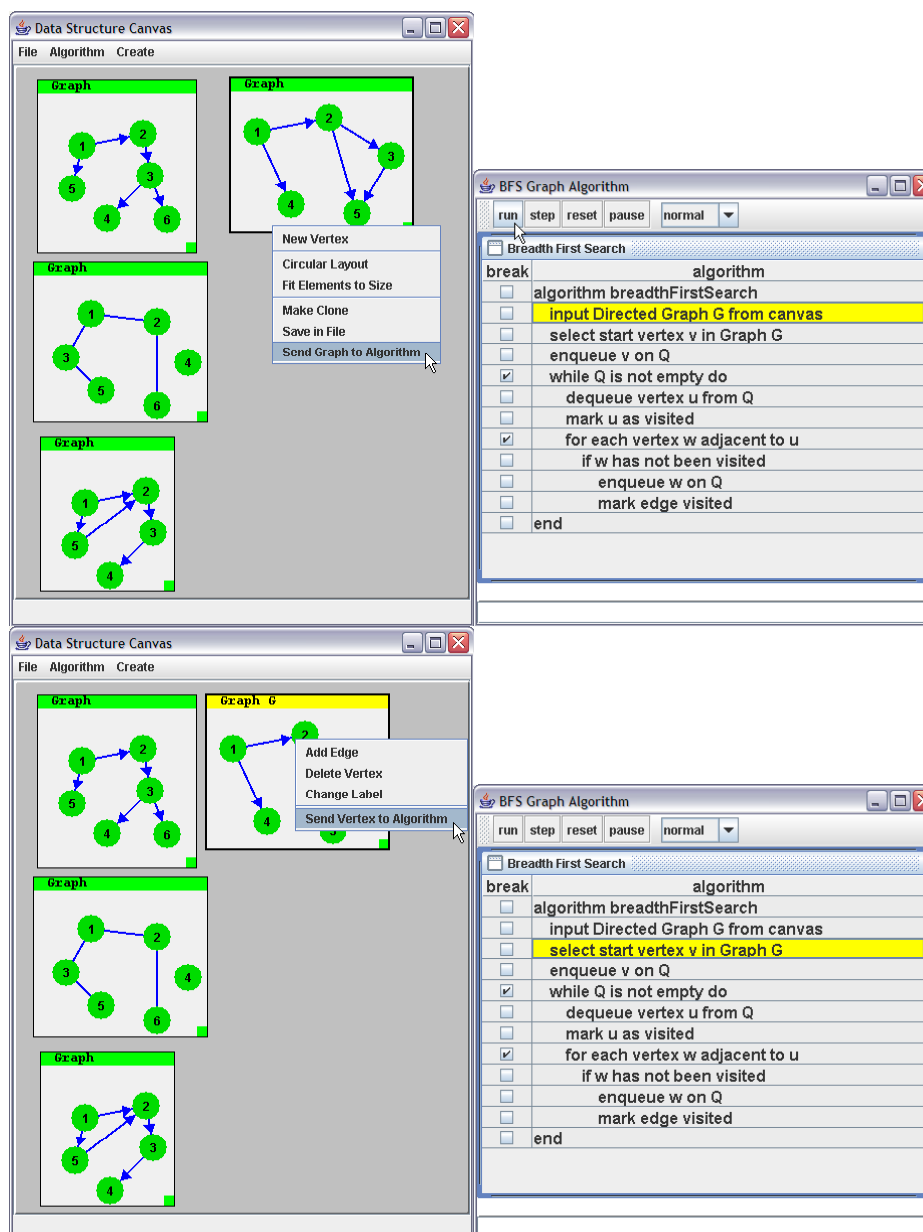 Data Structure Canvas
File Algorithm Create
Graph
1
2
3
5
4
6
Graph
1
2
3
4
5
New Vertex
Circular Layout
Fit Elements to Size
Make Clone
Save in File
Send Graph to Algorithm
Graph
1
2
3
4
5
6
Graph
1
2
3
5
4
BFS Graph Algorithm
run step reset pause normal
Breadth First Search
break algorithm
algorithm breadthFirstSearch
input Directed Graph G from canvas
select start vertex v in Graph G
enqueue v on Q
while Q is not empty do
dequeue vertex u from Q
mark u as visited
for each vertex w adjacent to u
if w has not been visited
enqueue w on Q
mark edge visited
end
Data Structure Canvas
File Algorithm Create
Graph
1
2
3
5
4
6
Graph G
1
2
4
5
Add Edge
Delete Vertex
Change Label
Send Vertex to Algorithm
Graph
1
2
3
4
5
6
Graph
1
2
3
5
4
BFS Graph Algorithm
run step reset pause normal
Breadth First Search
break algorithm
algorithm breadthFirstSearch
input Directed Graph G from canvas
select start vertex v in Graph G
enqueue v on Q
while Q is not empty do
dequeue vertex u from Q
mark u as visited
for each vertex w adjacent to u
if w has not been visited
enqueue w on Q
mark edge visited
end